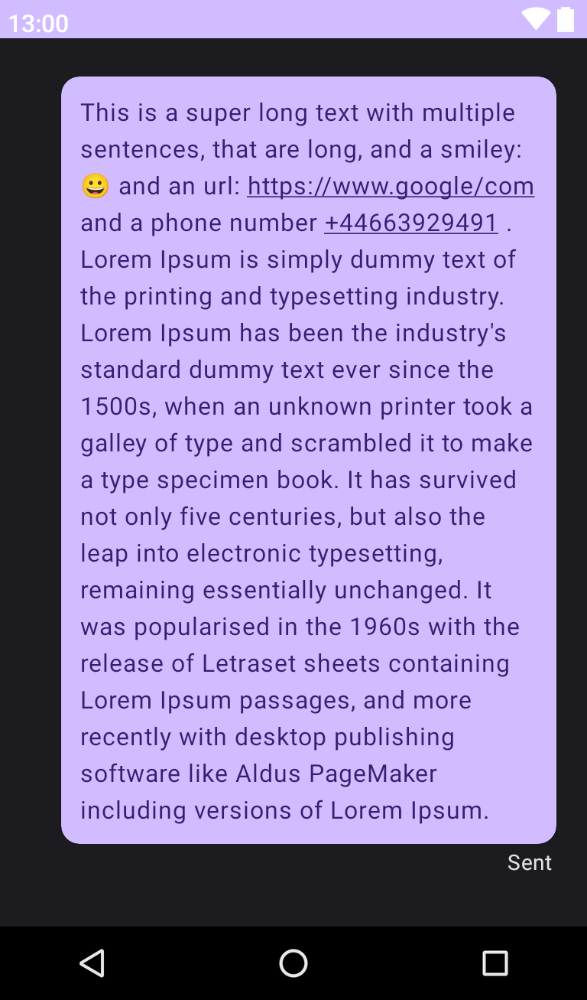 13:00
This is a super long text with multiple
sentences, that are long, and a smiley:
😀 and an url: https://www.google/com
and a phone number +44663929491 .
Lorem Ipsum is simply dummy text of
the printing and typesetting industry.
Lorem Ipsum has been the industry's
standard dummy text ever since the
1500s, when an unknown printer took a
galley of type and scrambled it to make
a type specimen book. It has survived
not only five centuries, but also the
leap into electronic typesetting,
remaining essentially unchanged. It
was popularised in the 1960s with the
release of Letraset sheets containing
Lorem Ipsum passages, and more
recently with desktop publishing
software like Aldus PageMaker
including versions of Lorem Ipsum.
Sent